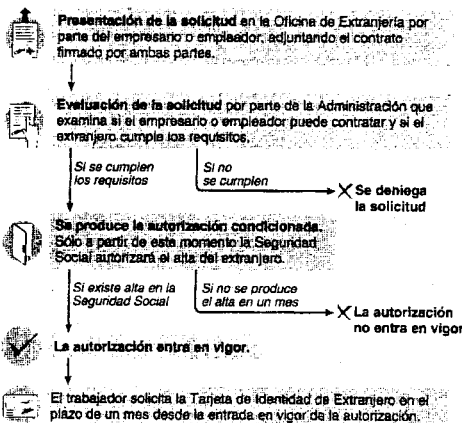 Presentación de la solicitud en la Oficina de Extranjería por
parte del empresario o empleador, adjuntando el contrato
firmado por ambas partes.
Evaluación de la solicitud por parte de la Administración que
examina si el empresario o empleador puede contratar y si el
extranjero cumple los requisitos.
Si se cumplen
los requisitos
Si no
se cumplen
Se deniega
la solicitud
Se produce la autorización condicionada.
Sólo a partir de este momento la Seguridad
Social autorizará el alta del extranjero.
Si existe alta en la
Seguridad Social
Si no se produce
el alta en un mes
La autorización
no entra en vigor
La autorización entra en vigor.
El trabajador solicita la Tarjeta de Identidad de Extranjero en el
plazo de un mes desde la entrada en vigor de la autorización.